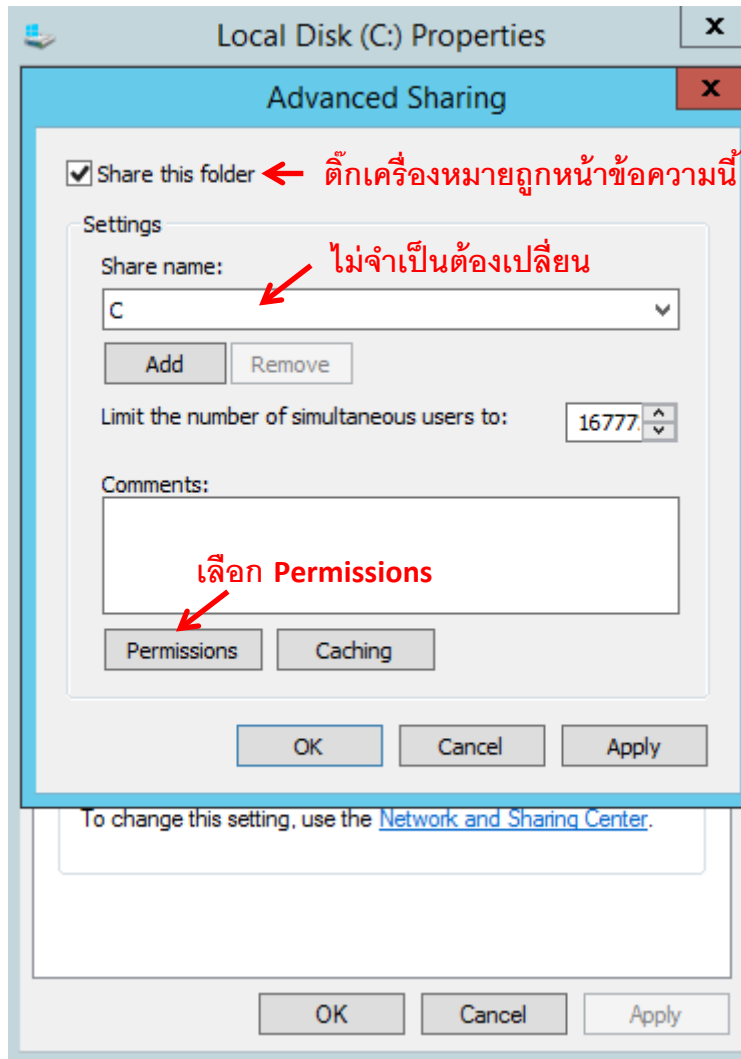 Local Disk (C:) Properties
x
Advanced Sharing
x
Share this folder
ติ๊กเครื่องหมายถูกหน้าข้อความนี้
Settings
ไม่จำเป็นต้องเปลี่ยน
Share name:
C
Add Remove
Limit the number of simultaneous users to: 16777
Comments:
เลือก Permissions
Permissions Caching
OK Cancel Apply
To change this setting, use the Network and Sharing Center.
OK Cancel Apply